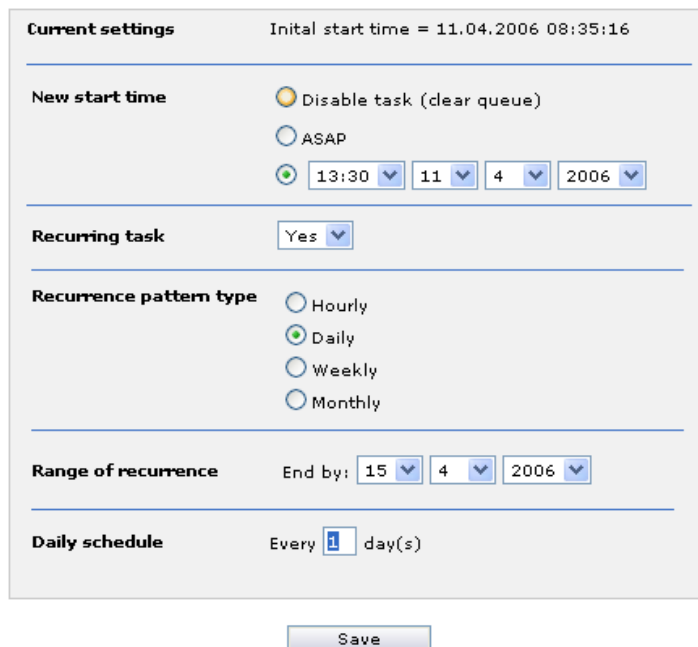 Current settings Inital start time = 11.04.2006 08:35:16
New start time Disable task (clear queue)
ASAP
13:30 11 4 2006
Recurring task Yes
Recurrence pattern type Hourly
Daily
Weekly
Monthly
Range of recurrence End by: 15 4 2006
Daily schedule Every 1 day(s)
Save